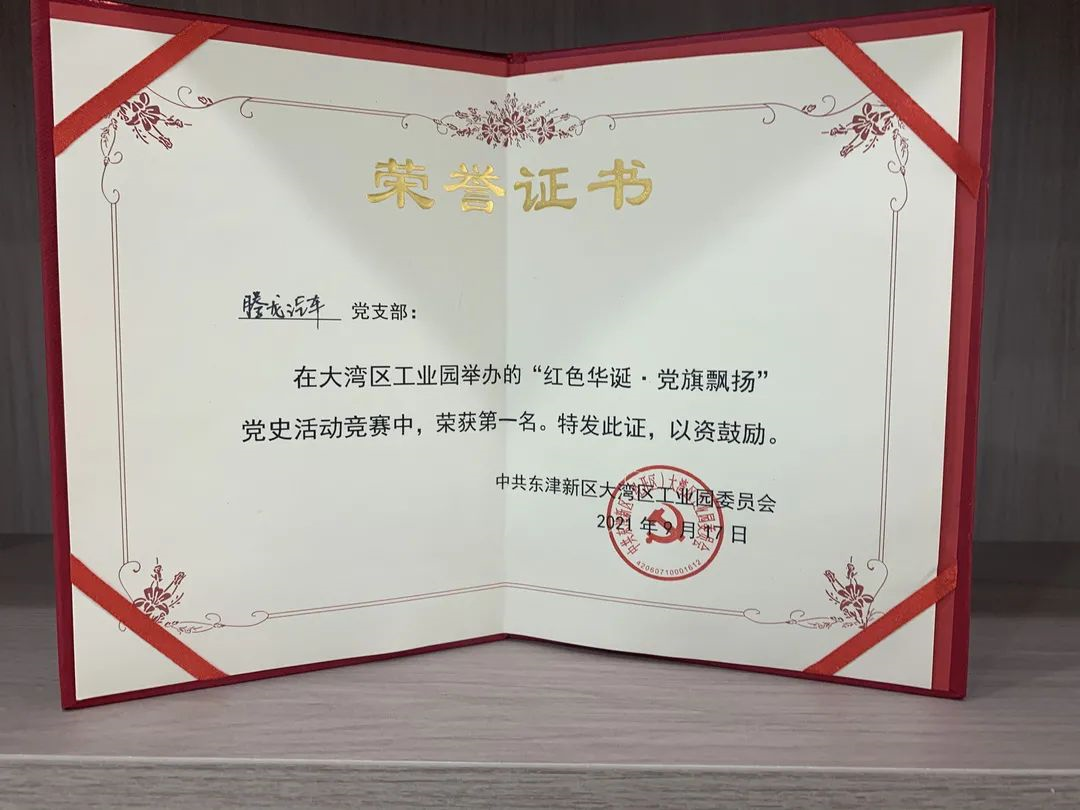 荣誉证书
腾龙汽车 党支部：
在大湾区工业园举办的“红色华诞·党旗飘扬”
党史活动竞赛中，荣获第一名。特发此证，以资鼓励。
中共东津新区大湾区工业园委员会
2021年9月17日
42060710001612